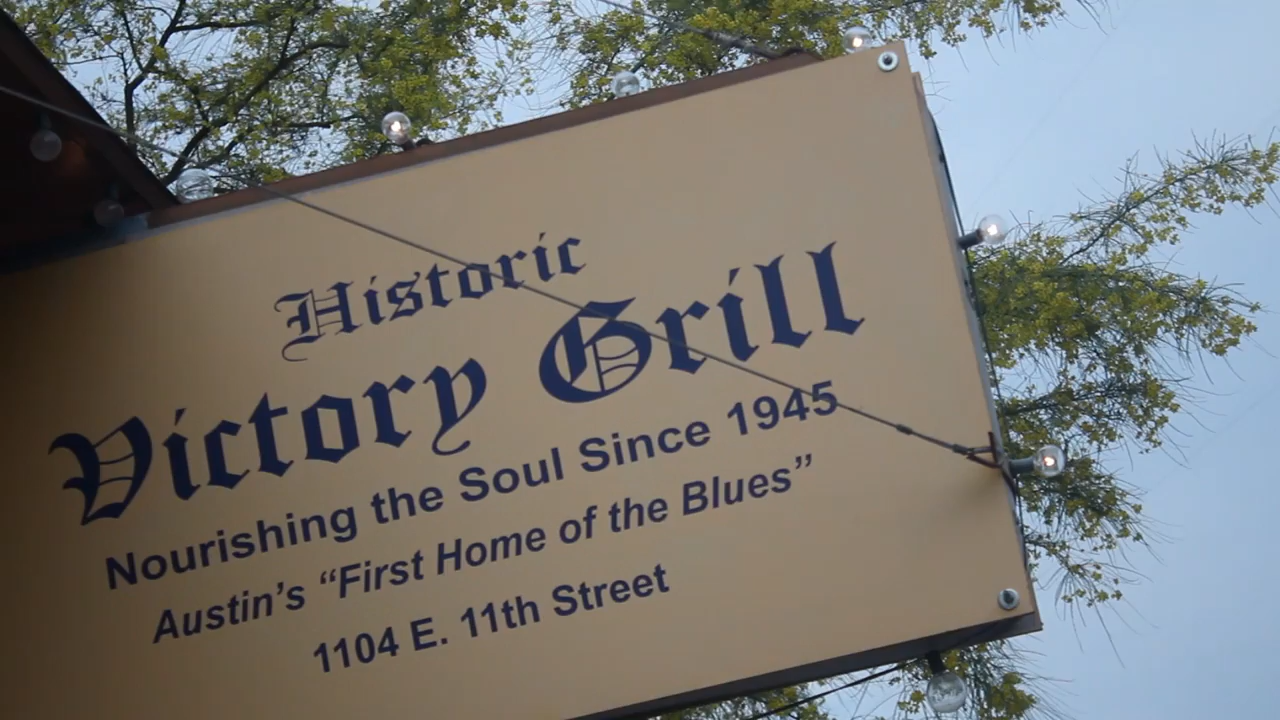 Historic
Victory Grill
Nourishing the Soul Since 1945
Austin's “First Home of the Blues”
1104 E. 11th Street